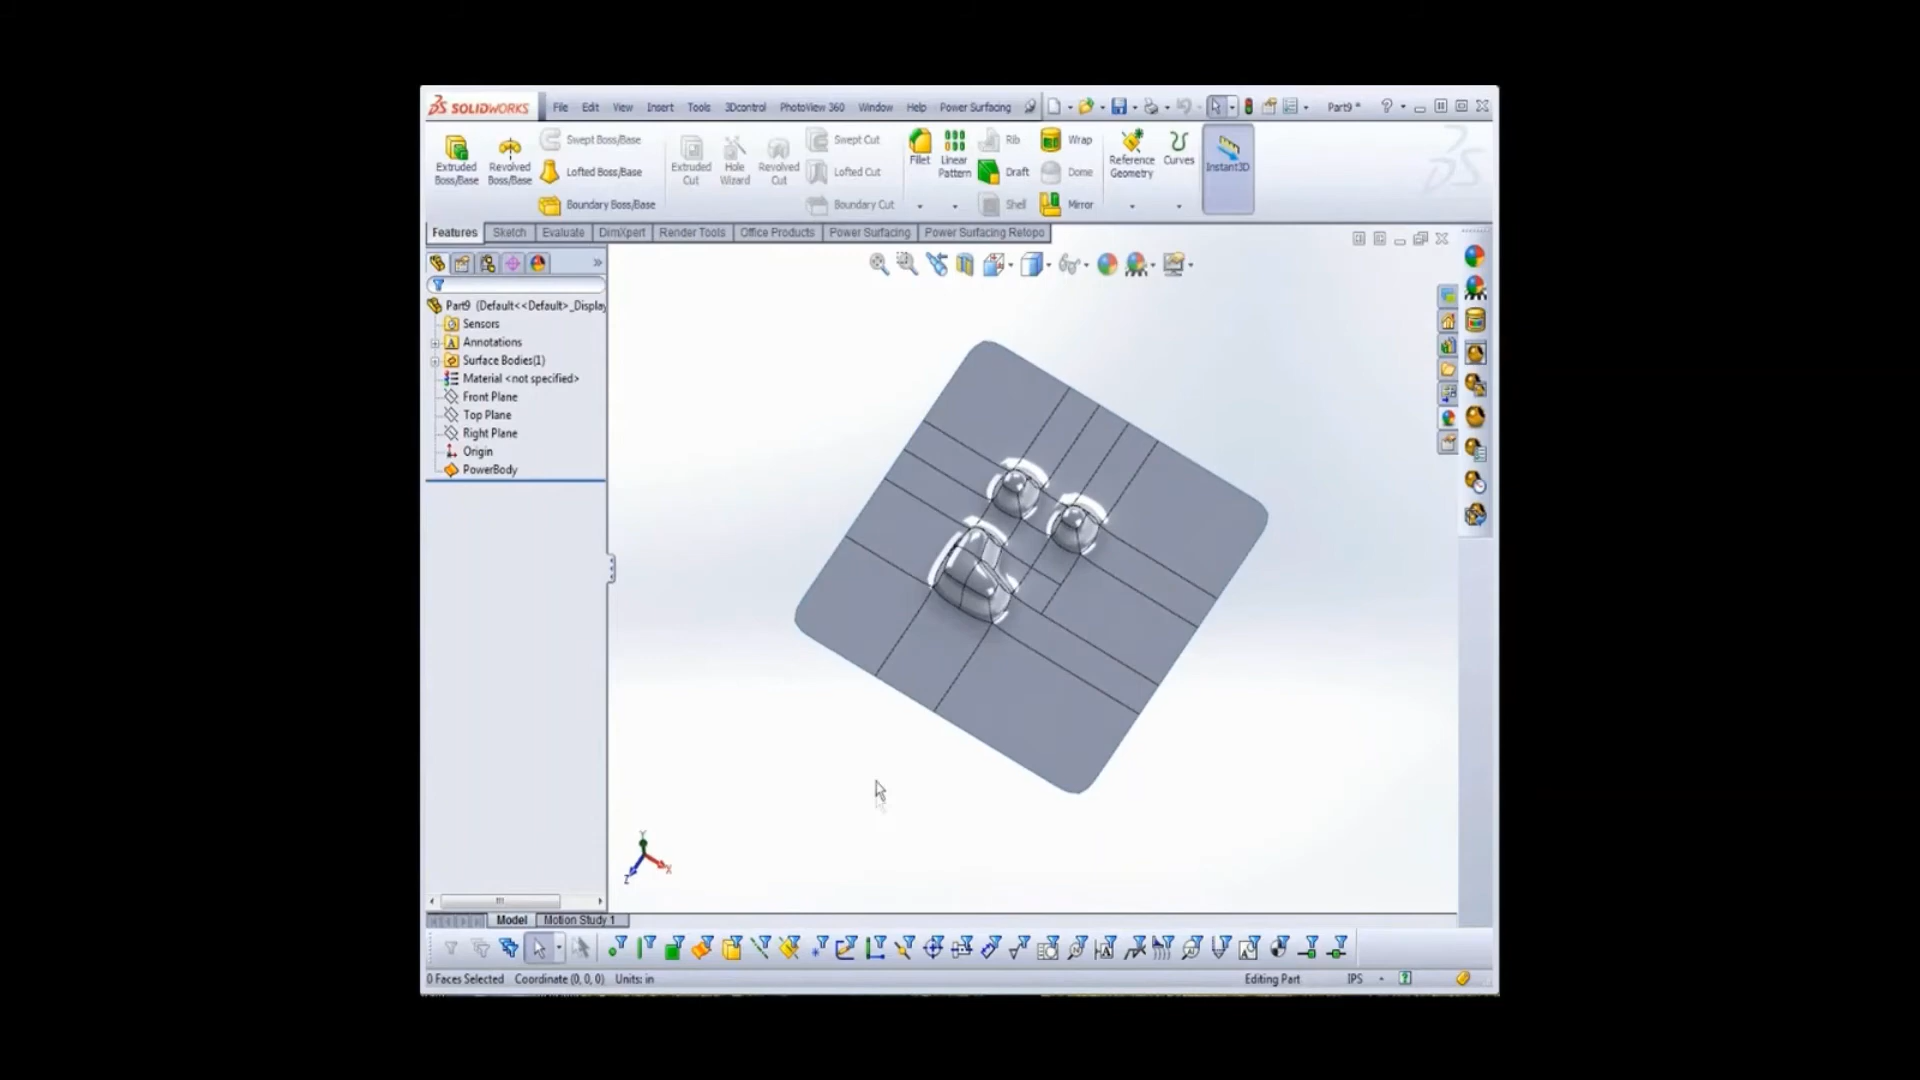 SOLIDWORKS File Edit View Insert Tools 3Dcontrol PhotoView 360 Window Help Power Surfacing Part9 *
Extruded Boss/Base Revolved Boss/Base Swept Boss/Base Lofted Boss/Base Boundary Boss/Base Extruded Cut Hole Wizard Revolved Cut Swept Cut Lofted Cut Boundary Cut Fillet Linear Pattern Rib Draft Shell Wrap Dome Mirror Reference Geometry Curves Instant3D
Features Sketch Evaluate DimXpert Render Tools Office Products Power Surfacing Power Surfacing Retopo
Part9 (Default<<Default>_Display
Sensors
Annotations
Surface Bodies(1)
Material <not specified>
Front Plane
Top Plane
Right Plane
Origin
PowerBody
Y
X
Z
Model Motion Study 1
0 Faces Selected Coordinate (0, 0, 0) Units: in Editing Part IPS